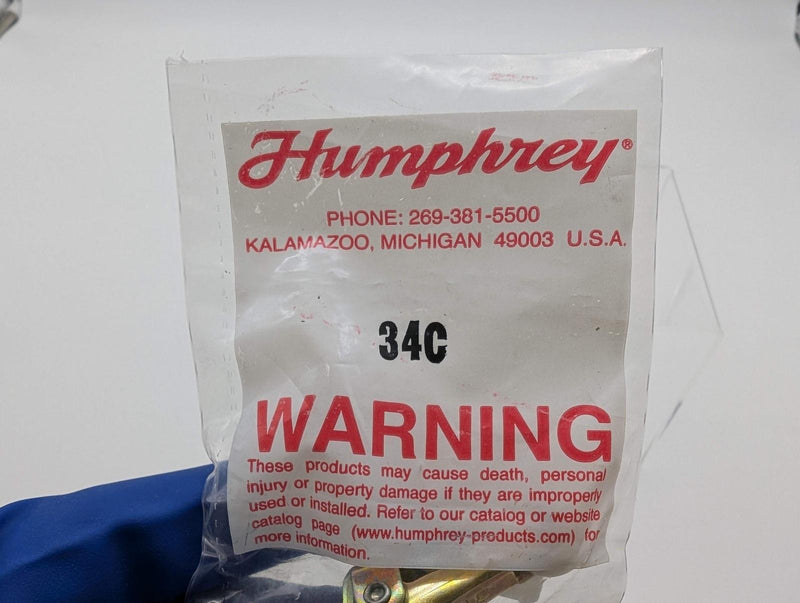 Humphrey®
PHONE: 269-381-5500
KALAMAZOO, MICHIGAN 49003 U.S.A.
34C
WARNING
These products may cause death, personal
injury or property damage if they are improperly
used or installed. Refer to our catalog or website
catalog page (www.humphrey-products.com) for
more information.